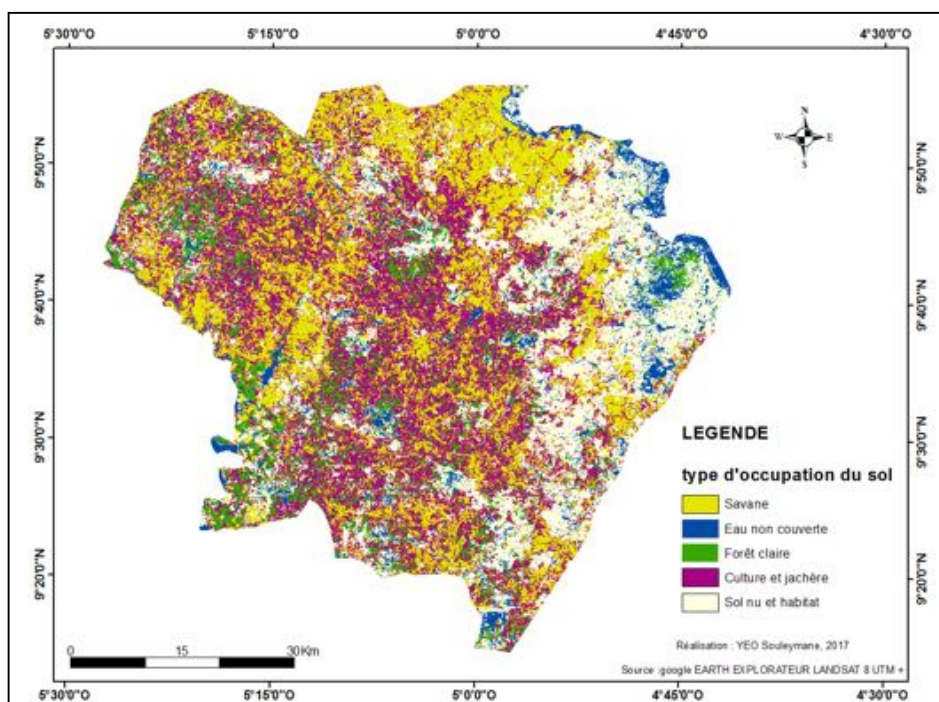 5°30'0"O 5°15'0"O 5°0'0"O 4°45'0"O 4°30'0"O
N
W E
S
9°50'0"N 9°50'0"N
9°40'0"N 9°40'0"N
9°30'0"N 9°30'0"N
9°20'0"N 9°20'0"N
LEGENDE
type d'occupation du sol
Savane
Eau non couverte
Forêt claire
Culture et jachère
Sol nu et habitat
0 15 30 Km
Réalisation : YEO Souleymane, 2017
Source :google EARTH EXPLORATEUR LANDSAT 8 UTM +
5°30'0"O 5°15'0"O 5°0'0"O 4°45'0"O 4°30'0"O